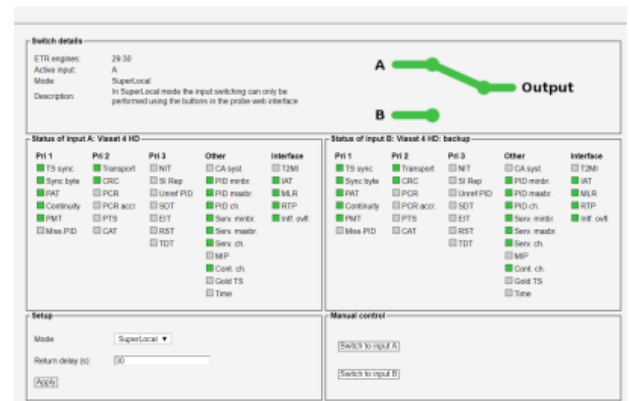 Switch details
ETR engines: 29:30
Active input: A
Mode: SuperLocal
Description: In SuperLocal mode the input switching can only be
performed using the buttons in the probe web interface
A
Output
B
Status of input A: Viasat 4 HD
Pri 1 Pri 2 Pri 3 Other Interface
TS sync Transport NIT CA syst. T2MI
Sync byte CRC SI Rep PID minbr. IAT
PAT PCR Unref PID PID maxbr. MLR
Continuity PCR accr. SDT PID ch. RTP
PMT PTS EIT Serv. minbr. Intf. ovfl.
Miss.PID CAT RST Serv. maxbr.
TDT Serv. ch.
MIP
Cont. ch.
Gold TS
Time
Status of input B: Viasat 4 HD: backup
Pri 1 Pri 2 Pri 3 Other Interface
TS sync Transport NIT CA syst. T2MI
Sync byte CRC SI Rep PID minbr. IAT
PAT PCR Unref PID PID maxbr. MLR
Continuity PCR accr. SDT PID ch. RTP
PMT PTS EIT Serv. minbr. Intf. ovfl.
Miss.PID CAT RST Serv. maxbr.
TDT Serv. ch.
MIP
Cont. ch.
Gold TS
Time
Setup
Mode SuperLocal
Return delay (s): 30
Apply
Manual control
Switch to input A
Switch to input B